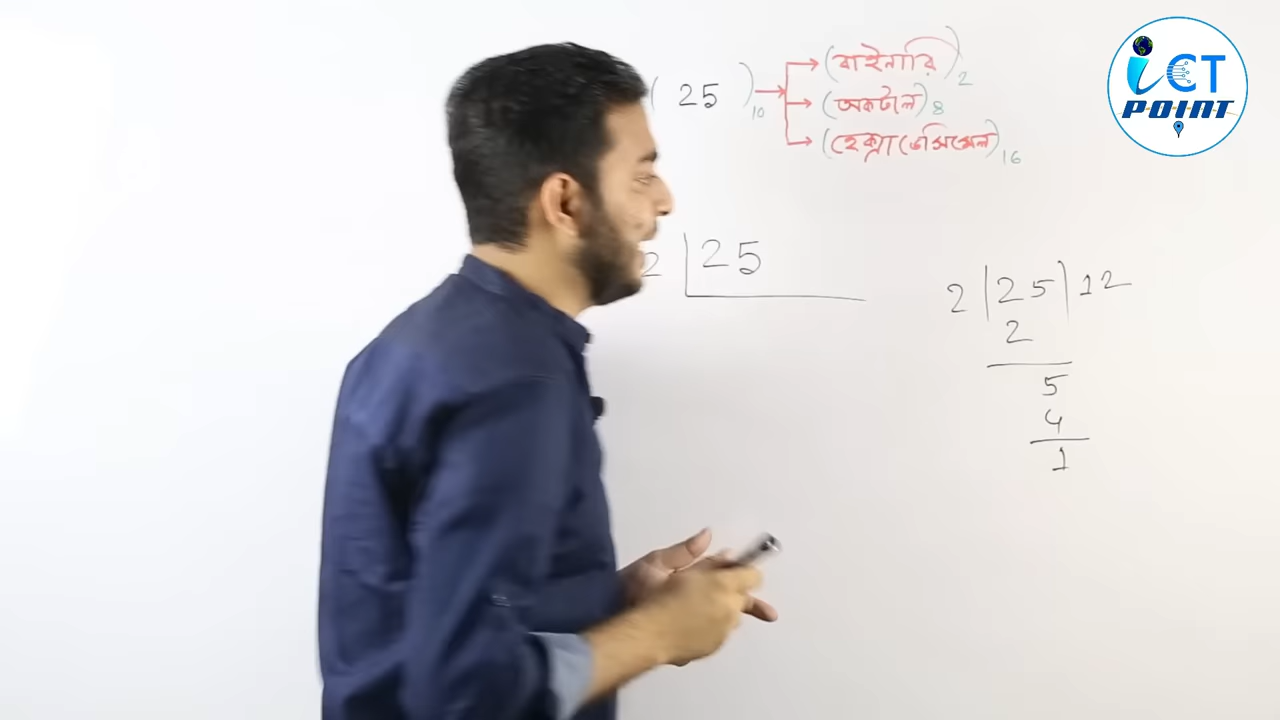 (25)₁₀ → (বাইনারি)₂
→ (অকটাল)₈
→ (হেক্সাডেসিমেল)₁₆
iCT
POINT
2 | 25
2 | 25 | 12
2
5
4
1